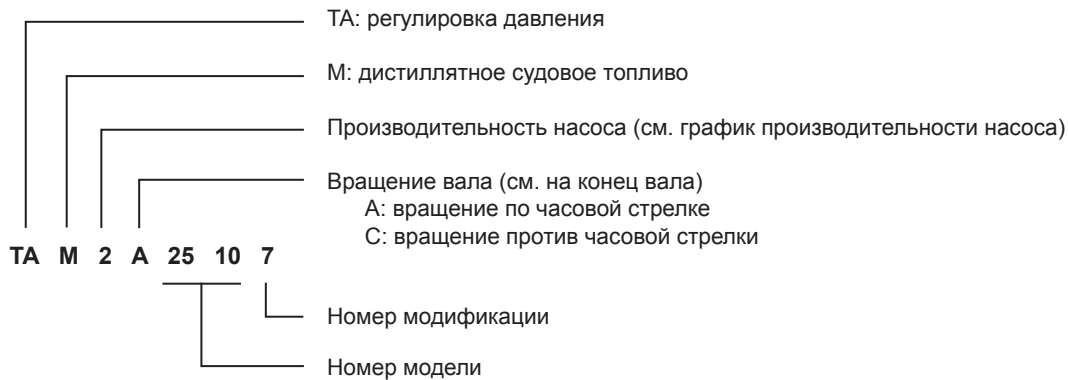 TA: регулировка давления
M: дистиллятное судовое топливо
Производительность насоса (см. график производительности насоса)
Вращение вала (см. на конец вала)
A: вращение по часовой стрелке
C: вращение против часовой стрелки
TA M 2 A 25 10 7
Номер модификации
Номер модели